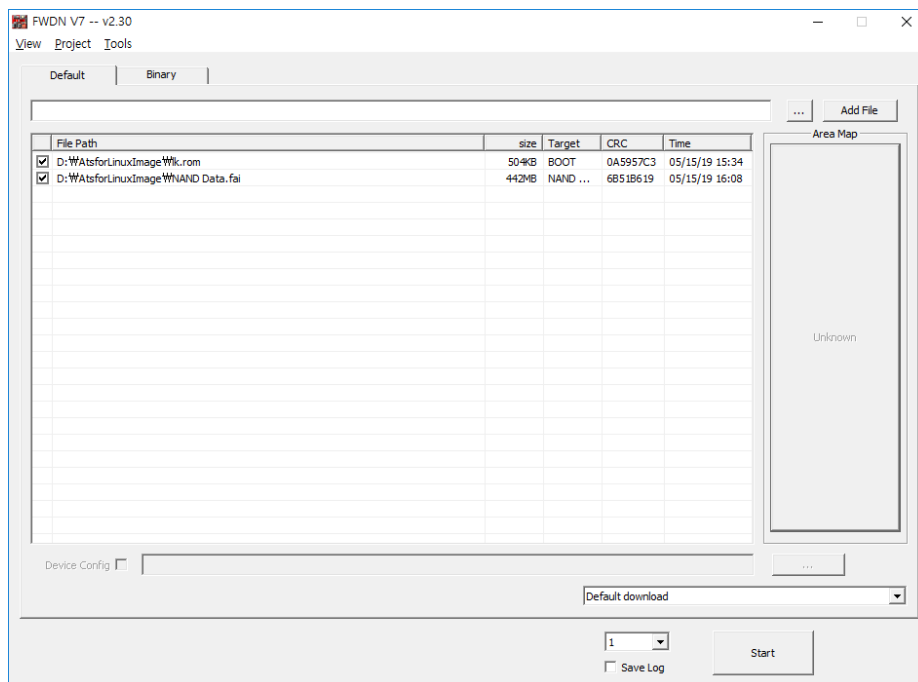 FWDN V7 -- v2.30
View Project Tools
Default Binary
... Add File
File Path size Target CRC Time Area Map
D:₩AtsforLinuxImage₩lk.rom 504KB BOOT 0A5957C3 05/15/19 15:34
D:₩AtsforLinuxImage₩NAND Data.fai 442MB NAND ... 6B51B619 05/15/19 16:08
Unknown
Device Config ...
Default download
1
Save Log
Start